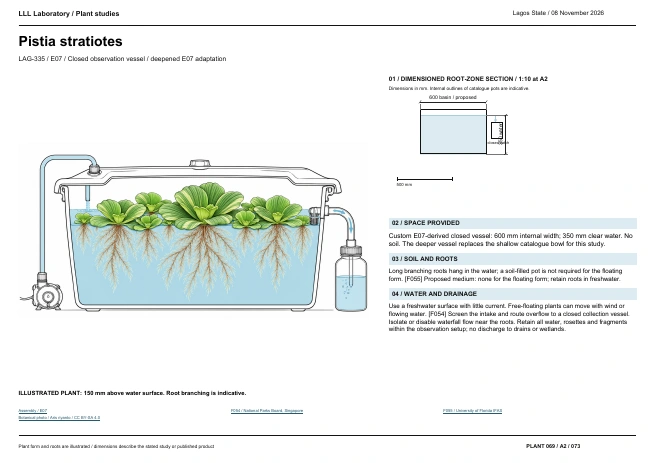 LLL Laboratory / Plant studies
Lagos State / 08 November 2026
Pistia stratiotes
LAG-335 / E07 / Closed observation vessel / deepened E07 adaptation
01 / DIMENSIONED ROOT-ZONE SECTION / 1:10 at A2
Dimensions in mm. Internal outlines of catalogue pots are indicative.
600 basin / proposed
500 mm
02 / SPACE PROVIDED
Custom E07-derived closed vessel: 600 mm internal width; 350 mm clear water. No
soil. The deeper vessel replaces the shallow catalogue bowl for this study.
03 / SOIL AND ROOTS
Long branching roots hang in the water; a soil-filled pot is not required for the floating
form. [F055] Proposed medium: none for the floating form; retain roots in freshwater.
04 / WATER AND DRAINAGE
Use a freshwater surface with little current. Free-floating plants can move with wind or
flowing water. [F054] Screen the intake and route overflow to a closed collection vessel.
Isolate or disable waterfall flow near the roots. Retain all water, rosettes and fragments
within the observation setup; no discharge to drains or wetlands.
ILLUSTRATED PLANT: 150 mm above water surface. Root branching is indicative.
Assembly / E07
F054 / National Parks Board, Singapore
F055 / University of Florida IFAS
Botanical photo / CC BY-SA 4.0
Plant form and roots are illustrated / dimensions describe the stated study or published product
PLANT 069 / A2 / 073